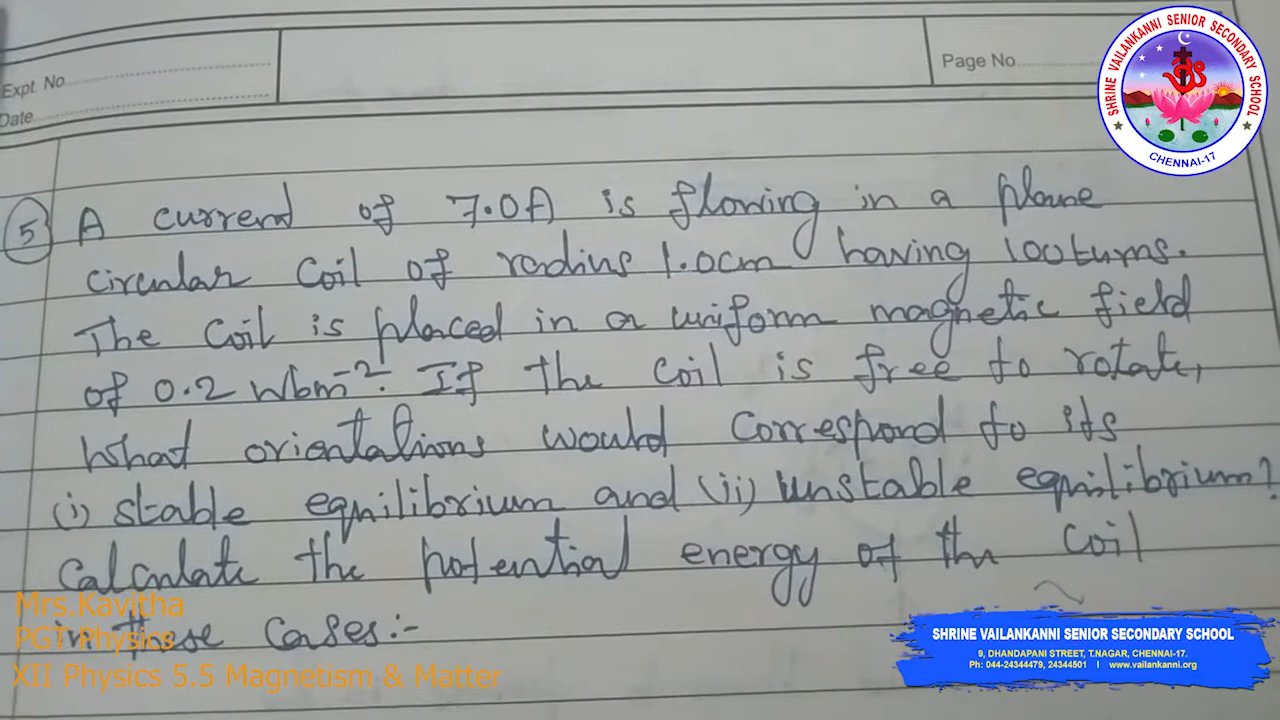 Expt. No.
Date
Page No.
SHRINE VAILANKANNI SENIOR SECONDARY SCHOOL
CHENNAI-17
5 A current of 7.0A is flowing in a plane
circular coil of radius 1.0cm having 100turns.
The coil is placed in a uniform magnetic field
of 0.2 Wbm⁻². If the coil is free to rotate,
What orientations would correspond to its
(i) stable equilibrium and (ii) unstable equilibrium?
Calculate the potential energy of the coil
in these cases:-
Mrs.Kavitha
PGT Physics
XII Physics 5.5 Magnetism & Matter
SHRINE VAILANKANNI SENIOR SECONDARY SCHOOL
9, DHANDAPANI STREET, T.NAGAR, CHENNAI-17.
Ph: 044-24344479, 24344501 | www.vailankanni.org